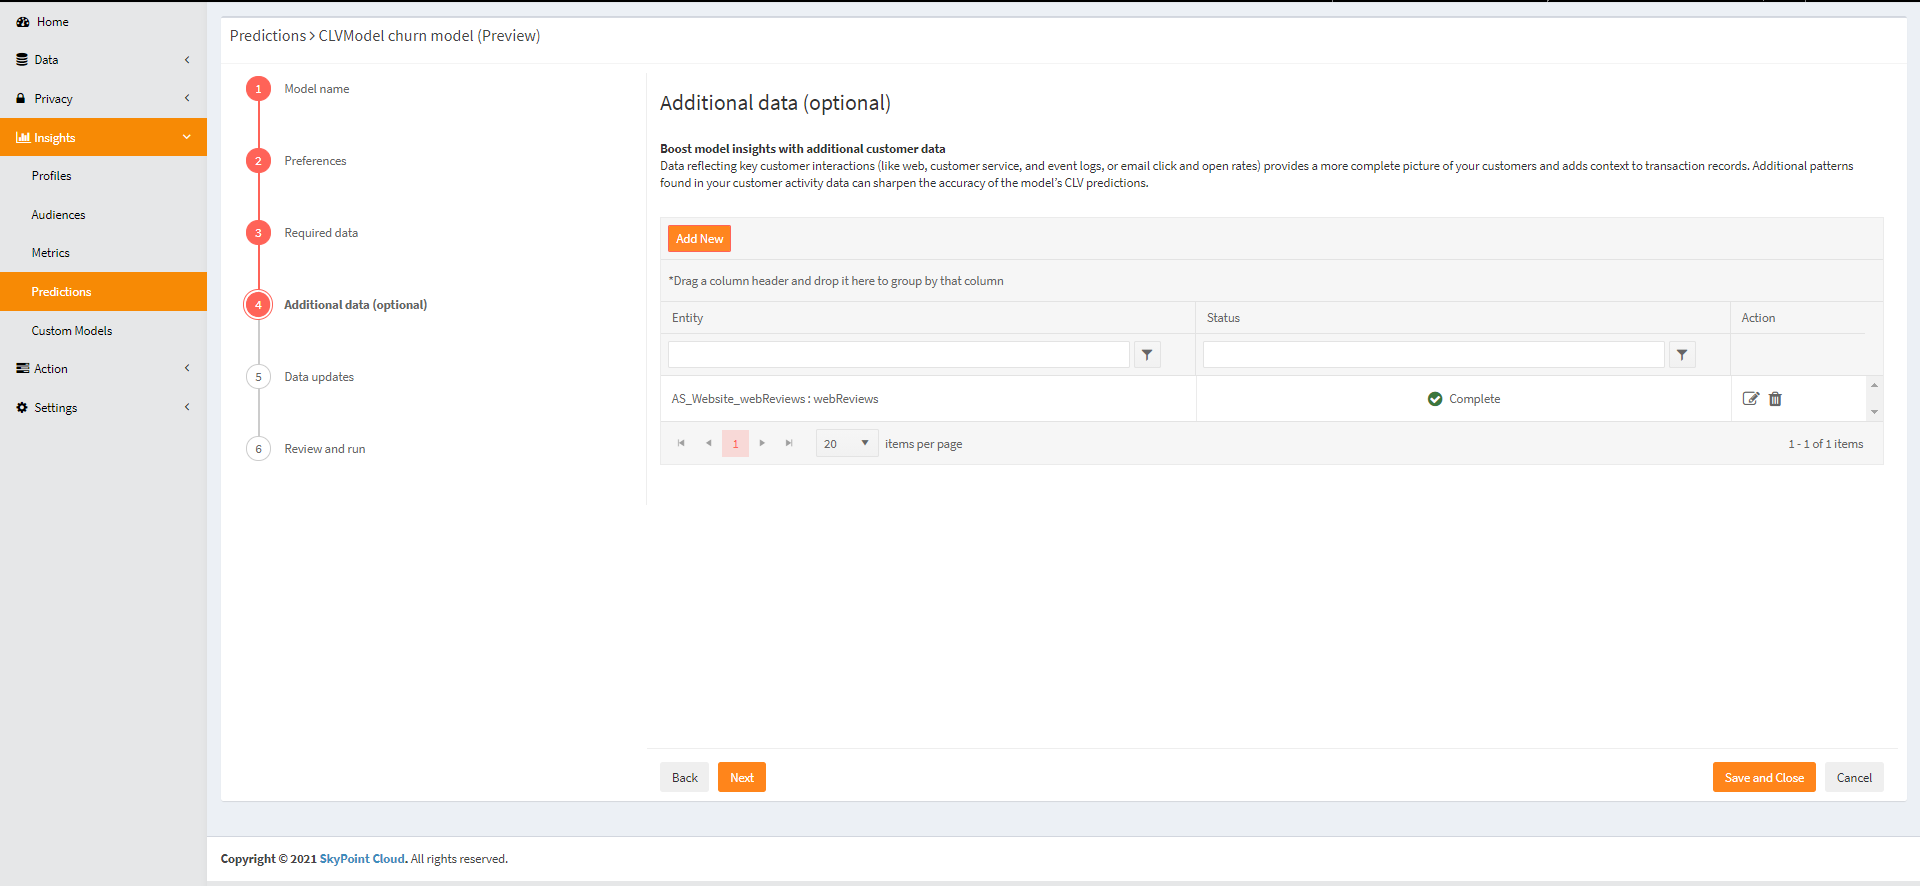 Home
Data
Privacy
Insights
Profiles
Audiences
Metrics
Predictions
Custom Models
Action
Settings
Predictions > CLVModel churn model (Preview)
1 Model name
2 Preferences
3 Required data
4 Additional data (optional)
5 Data updates
6 Review and run
Additional data (optional)
Boost model insights with additional customer data
Data reflecting key customer interactions (like web, customer service, and event logs, or email click and open rates) provides a more complete picture of your customers and adds context to transaction records. Additional patterns
found in your customer activity data can sharpen the accuracy of the model’s CLV predictions.
Add New
*Drag a column header and drop it here to group by that column
Entity Status Action
AS_Website_webReviews : webReviews Complete
1 20 items per page 1 - 1 of 1 items
Back Next Save and Close Cancel
Copyright © 2021 SkyPoint Cloud. All rights reserved.